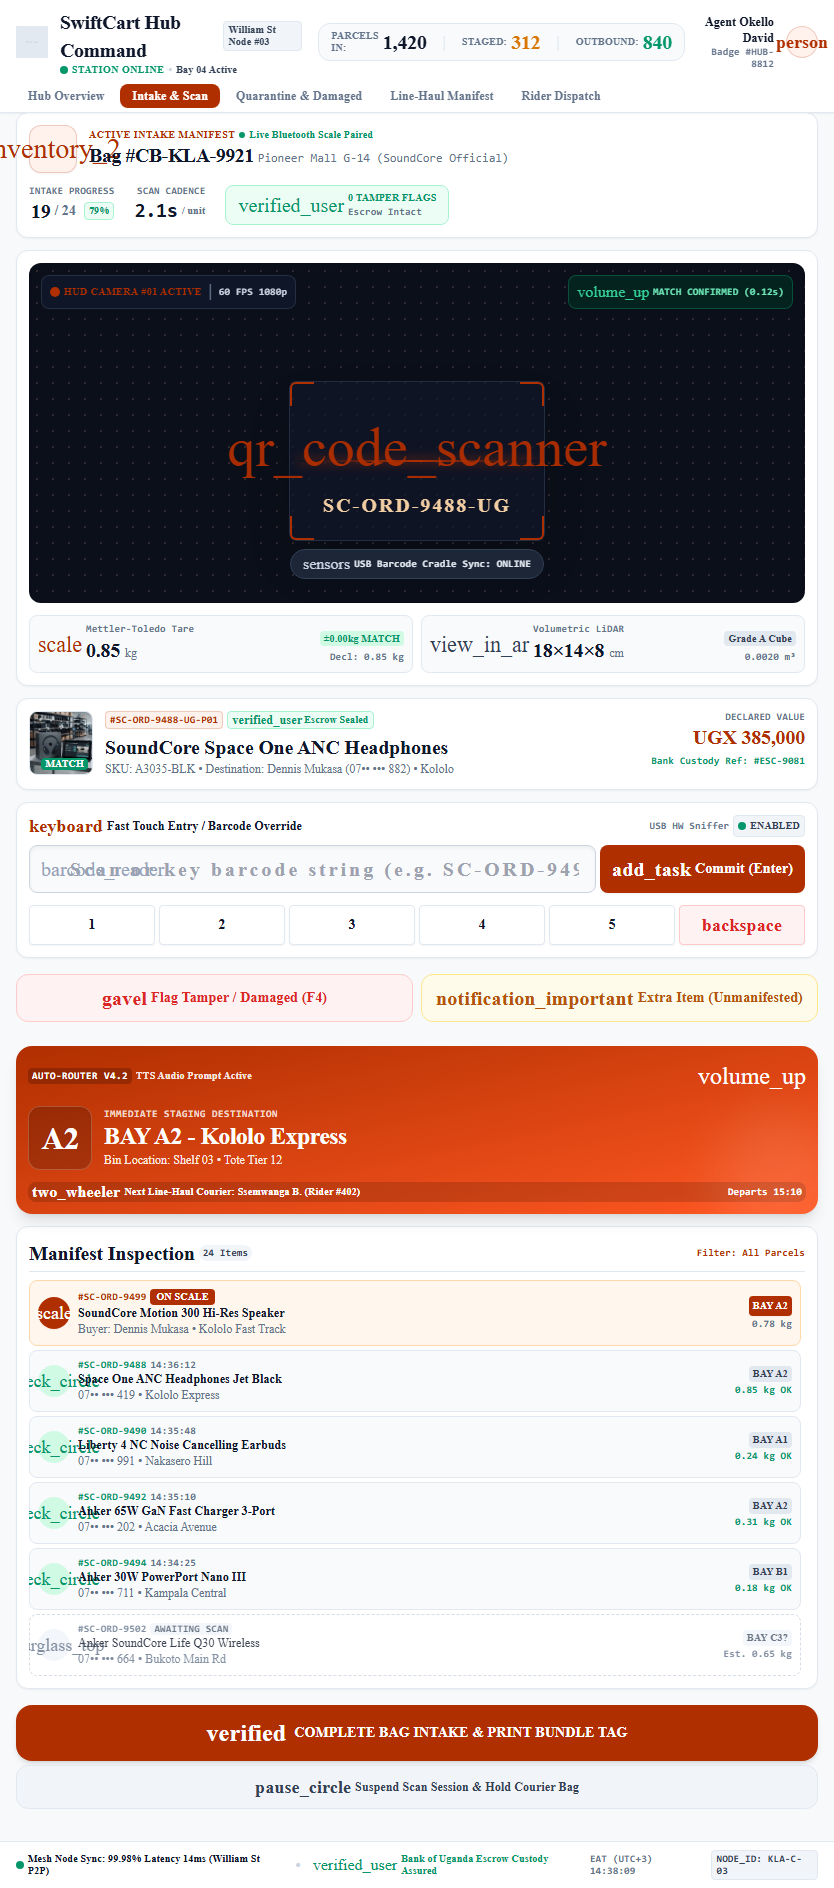 SwiftCart Hub Command
William St Node #03
STATION ONLINE • Bay 04 Active
PARCELS IN: 1,420
STAGED: 312
OUTBOUND: 840
Agent Okello David
Badge #HUB-8812
person
Hub Overview
Intake & Scan
Quarantine & Damaged
Line-Haul Manifest
Rider Dispatch
nventory_2
ACTIVE INTAKE MANIFEST ● Live Bluetooth Scale Paired
Bag #CB-KLA-9921 Pioneer Mall G-14 (SoundCore Official)
INTAKE PROGRESS
19 / 24 79%
SCAN CADENCE
2.1s / unit
verified_user 0 TAMPER FLAGS
Escrow Intact
HUD CAMERA #01 ACTIVE | 60 FPS 1080p
volume_up MATCH CONFIRMED (0.12s)
qr_code_scanner
SC-ORD-9488-UG
sensors USB Barcode Cradle Sync: ONLINE
scale Mettler-Toledo Tare
0.85 kg
±0.00kg MATCH
Decl: 0.85 kg
view_in_ar Volumetric LiDAR
18×14×8 cm
Grade A Cube
0.0020 m³
MATCH
#SC-ORD-9488-UG-P01 verified_user Escrow Sealed
SoundCore Space One ANC Headphones
SKU: A3035-BLK • Destination: Dennis Mukasa (07•• ••• 882) • Kololo
DECLARED VALUE
UGX 385,000
Bank Custody Ref: #ESC-9081
keyboard Fast Touch Entry / Barcode Override
USB HW Sniffer ● ENABLED
barcode_reader
Scan or key barcode string (e.g. SC-ORD-949
add_task Commit (Enter)
1
2
3
4
5
backspace
gavel Flag Tamper / Damaged (F4)
notification_important Extra Item (Unmanifested)
AUTO-ROUTER V4.2 TTS Audio Prompt Active
volume_up
A2
IMMEDIATE STAGING DESTINATION
BAY A2 - Kololo Express
Bin Location: Shelf 03 • Tote Tier 12
two_wheeler Next Line-Haul Courier: Ssemwanga B. (Rider #402)
Departs 15:10
Manifest Inspection 24 Items
Filter: All Parcels
scale
#SC-ORD-9499 ON SCALE
SoundCore Motion 300 Hi-Res Speaker
Buyer: Dennis Mukasa • Kololo Fast Track
BAY A2
0.78 kg
eck_circle
#SC-ORD-9488 14:36:12
Space One ANC Headphones Jet Black
07•• ••• 419 • Kololo Express
BAY A2
0.85 kg OK
eck_circle
#SC-ORD-9490 14:35:48
Liberty 4 NC Noise Cancelling Earbuds
07•• ••• 991 • Nakasero Hill
BAY A1
0.24 kg OK
eck_circle
#SC-ORD-9492 14:35:10
Anker 65W GaN Fast Charger 3-Port
07•• ••• 202 • Acacia Avenue
BAY A2
0.31 kg OK
eck_circle
#SC-ORD-9494 14:34:25
Anker 30W PowerPort Nano III
07•• ••• 711 • Kampala Central
BAY B1
0.18 kg OK
urglass_top
#SC-ORD-9502 AWAITING SCAN
Anker SoundCore Life Q30 Wireless
07•• ••• 664 • Bukoto Main Rd
BAY C3?
Est. 0.65 kg
verified COMPLETE BAG INTAKE & PRINT BUNDLE TAG
pause_circle Suspend Scan Session & Hold Courier Bag
Mesh Node Sync: 99.98% Latency 14ms (William St P2P)
verified_user Bank of Uganda Escrow Custody Assured
EAT (UTC+3) 14:38:09
NODE_ID: KLA-C-03